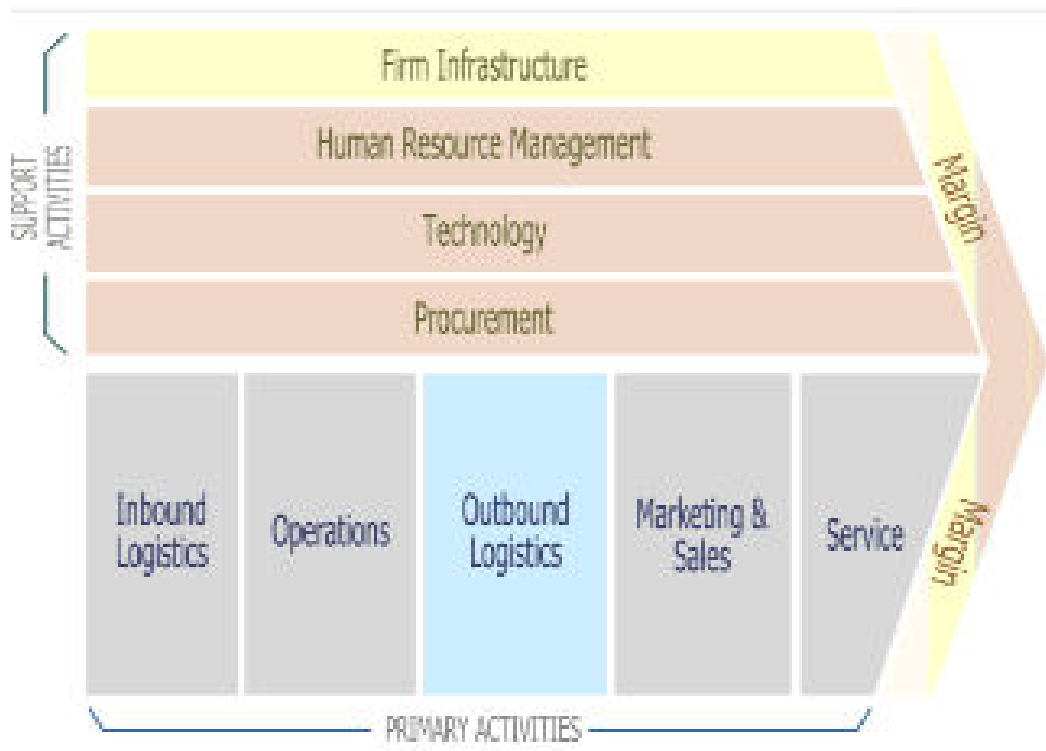 Firm Infrastructure
SUPPORT
ACTIVITIES
Human Resource Management
Technology
Procurement
Margin
Inbound
Logistics
Operations
Outbound
Logistics
Marketing &
Sales
Service
Margin
PRIMARY ACTIVITIES